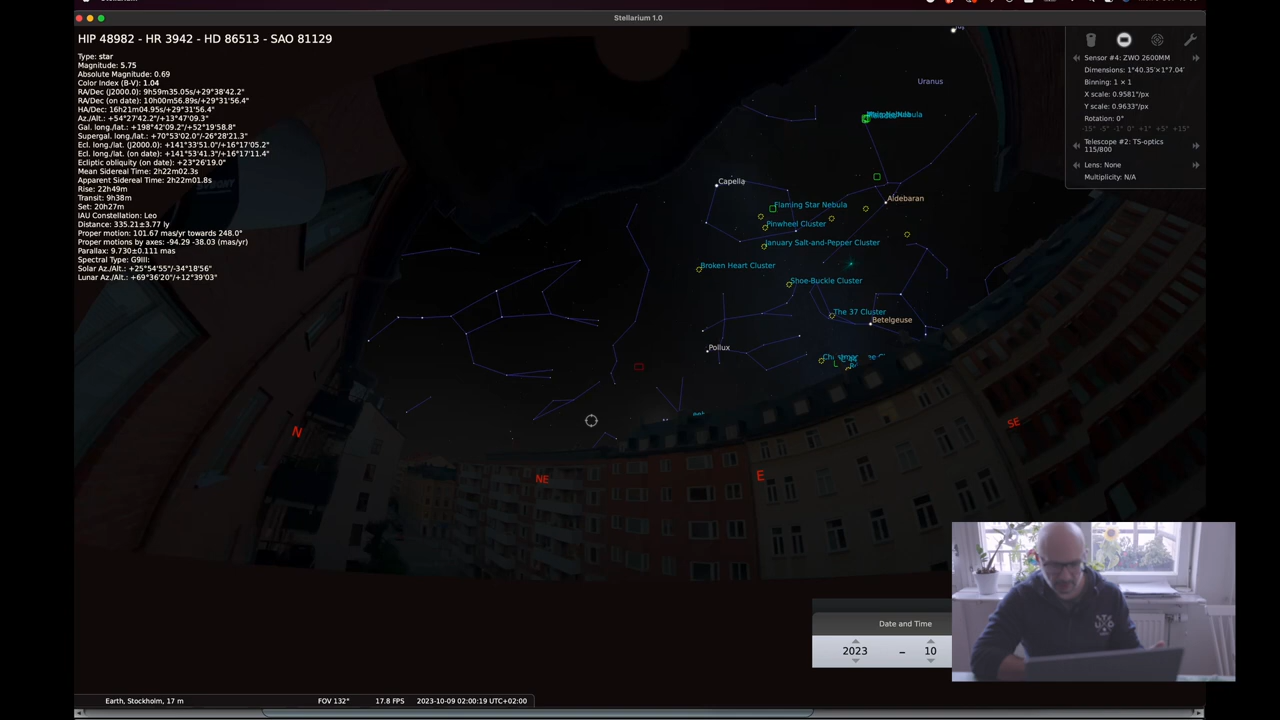 Stellarium 1.0
HIP 48982 - HR 3942 - HD 86513 - SAO 81129
Type: star
Magnitude: 5.75
Absolute Magnitude: 0.69
Color Index (B-V): 1.04
RA/Dec (J2000.0): 9h59m35.05s/+29°38'42.2"
RA/Dec (on date): 10h00m56.89s/+29°31'56.4"
HA/Dec: 16h21m04.95s/+29°31'56.4"
Az./Alt.: +54°27'42.2"/+13°47'09.3"
Gal. long./lat.: +198°42'09.2"/+52°19'58.8"
Supergal. long./lat.: +70°53'02.0"/-26°28'21.3"
Ecl. long./lat. (J2000.0): +141°33'51.0"/+16°17'05.2"
Ecl. long./lat. (on date): +141°53'41.3"/+16°17'11.4"
Ecliptic obliquity (on date): +23°26'19.0"
Mean Sidereal Time: 2h22m02.3s
Apparent Sidereal Time: 2h22m01.8s
Rise: 22h49m
Transit: 9h38m
Set: 20h27m
IAU Constellation: Leo
Distance: 335.21±3.77 ly
Proper motion: 101.67 mas/yr towards 248.0°
Proper motions by axes: -94.29 -38.03 (mas/yr)
Parallax: 9.730±0.111 mas
Spectral Type: G9III:
Solar Az./Alt.: +25°54'55"/-34°18'56"
Lunar Az./Alt.: +69°36'20"/+12°39'03"
Sensor #4: ZWO 2600MM
Dimensions: 1°40.35'×1°7.04'
Binning: 1 × 1
X scale: 0.9581"/px
Y scale: 0.9633"/px
Rotation: 0°
-15° -5° -1° 0° +1° +5° +15°
Telescope #2: TS-optics
115/800
Lens: None
Multiplicity: N/A
Uranus
Nebula
Capella
Aldebaran
Flaming Star Nebula
Pinwheel Cluster
January Salt-and-Pepper Cluster
Broken Heart Cluster
Shoe-Buckle Cluster
The 37 Cluster
Betelgeuse
Pollux
N
NE
E
SE
Date and Time
2023 - 10
Earth, Stockholm, 17 m
FOV 132°
17.8 FPS
2023-10-09 02:00:19 UTC+02:00